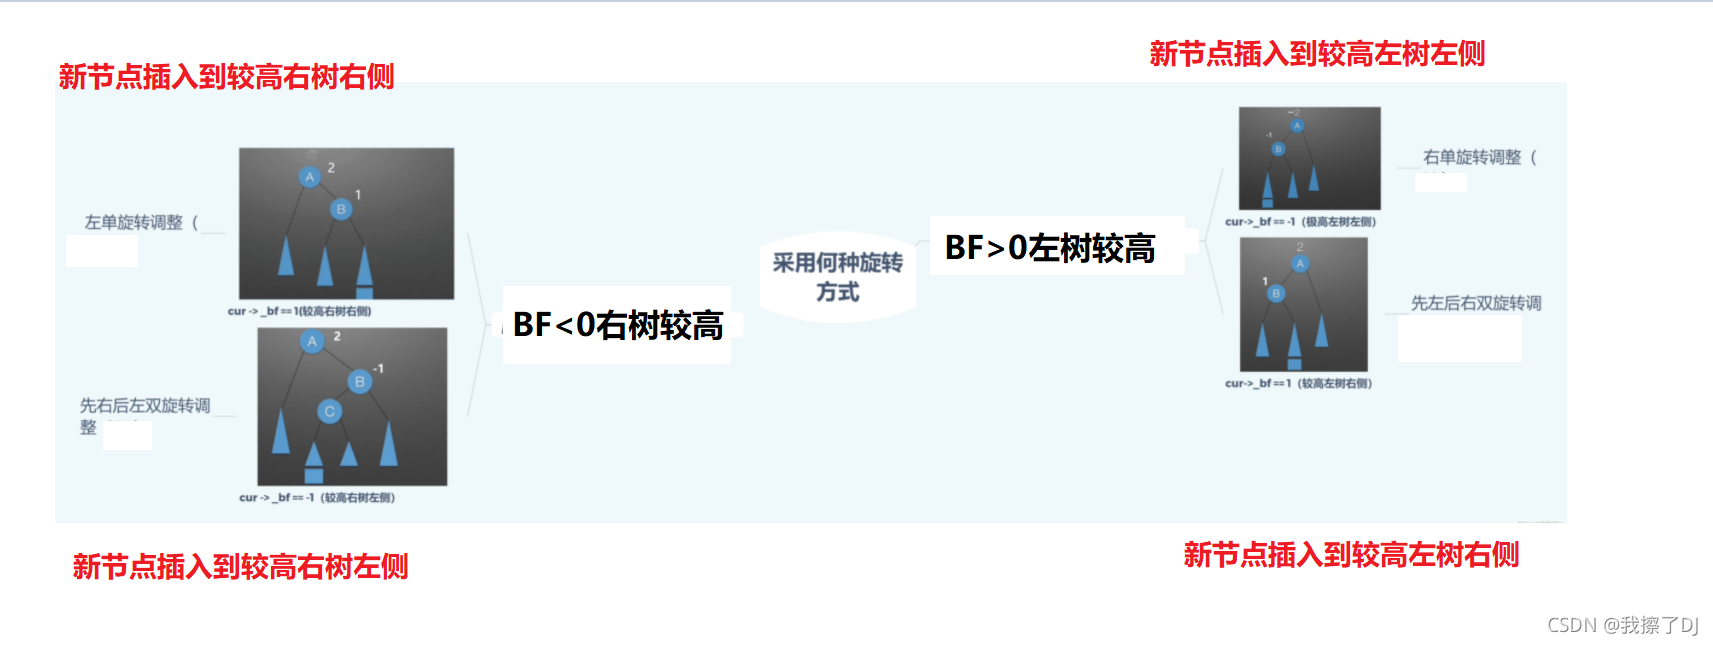 新节点插入到较高右树右侧
新节点插入到较高左树左侧
2
A
1
B
左单旋转调整（
cur -> _bf == 1(较高右树右侧)
A
2
B
-1
C
先右后左双旋转调
整
cur -> _bf == -1（较高右树左侧）
BF<0右树较高
采用何种旋转
方式
BF>0左树较高
-2
A
-1
B
右单旋转调整（
cur->_bf == -1（极高左树左侧）
2
A
1
B
先左后右双旋转调
cur->_bf == 1（较高左树右侧）
新节点插入到较高右树左侧
新节点插入到较高左树右侧
CSDN @我擦了DJ